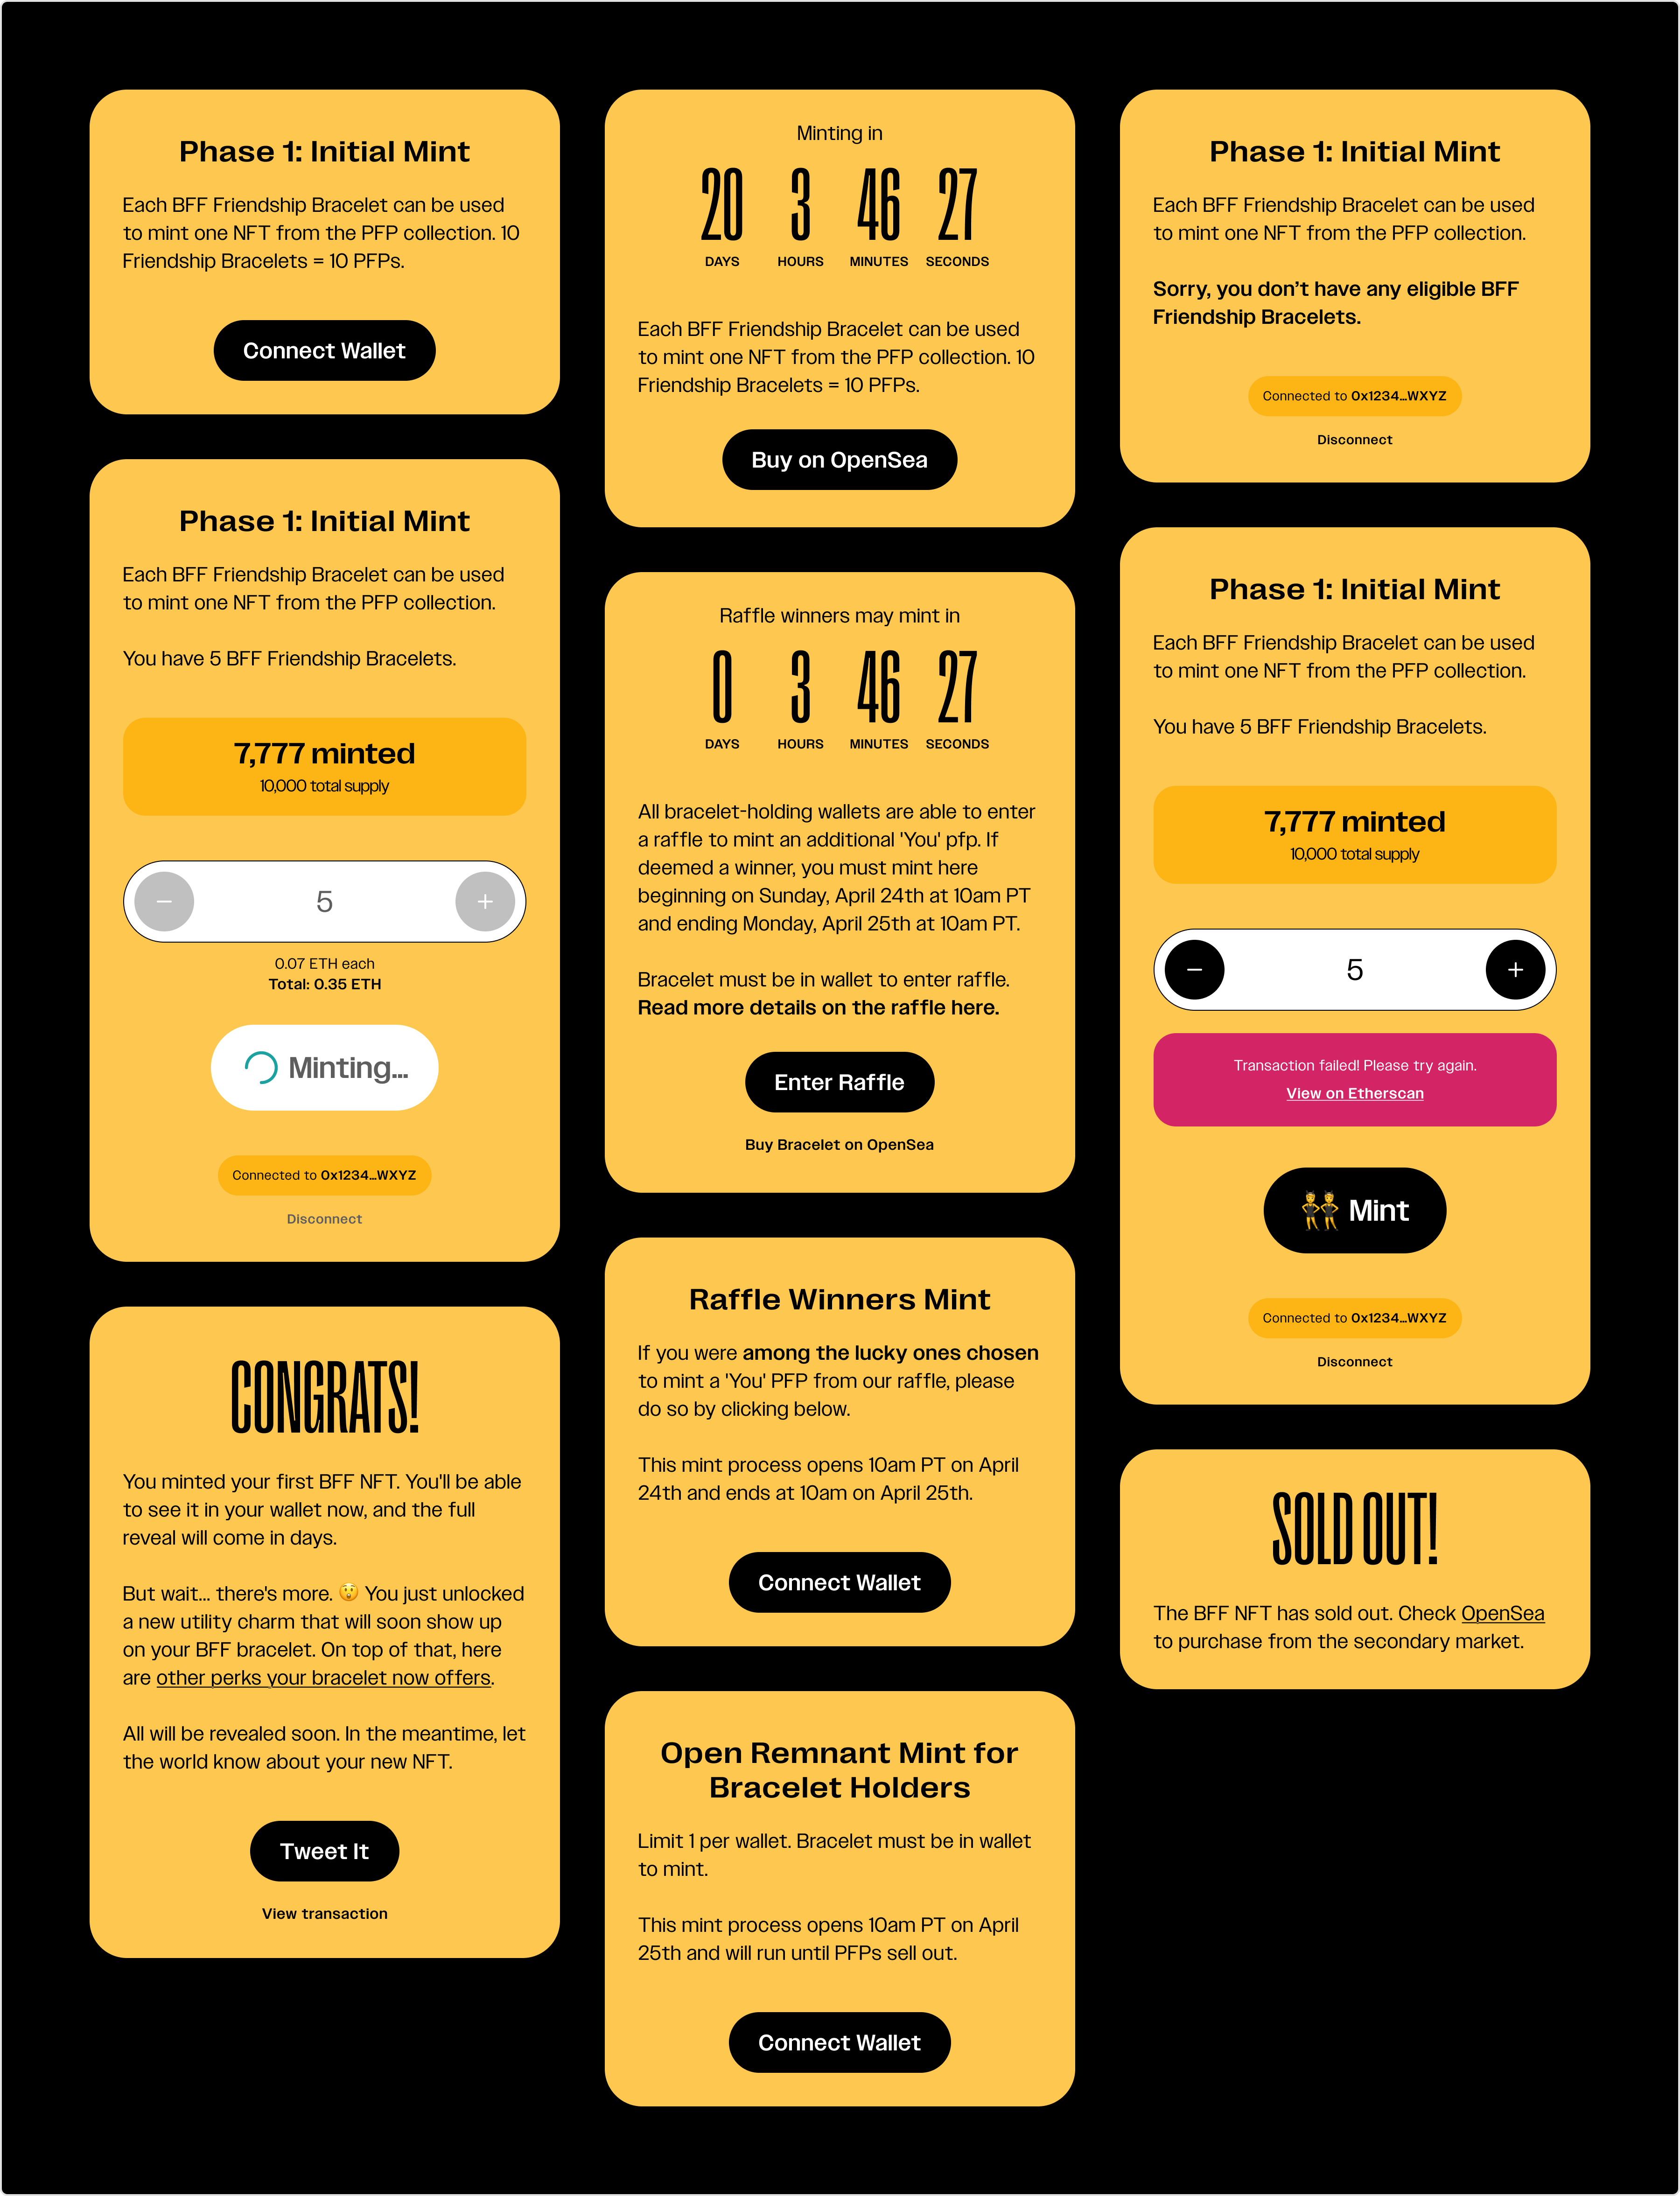 Phase 1: Initial Mint
Each BFF Friendship Bracelet can be used
to mint one NFT from the PFP collection. 10
Friendship Bracelets = 10 PFPs.
Connect Wallet
Phase 1: Initial Mint
Each BFF Friendship Bracelet can be used
to mint one NFT from the PFP collection.
You have 5 BFF Friendship Bracelets.
7,777 minted
10,000 total supply
− 5 +
0.07 ETH each
Total: 0.35 ETH
Minting...
Connected to 0x1234...WXYZ
Disconnect
CONGRATS!
You minted your first BFF NFT. You'll be able
to see it in your wallet now, and the full
reveal will come in days.
But wait... there's more. 😲 You just unlocked
a new utility charm that will soon show up
on your BFF bracelet. On top of that, here
are other perks your bracelet now offers.
All will be revealed soon. In the meantime, let
the world know about your new NFT.
Tweet It
View transaction
Minting in
20 3 46 27
DAYS HOURS MINUTES SECONDS
Each BFF Friendship Bracelet can be used
to mint one NFT from the PFP collection. 10
Friendship Bracelets = 10 PFPs.
Buy on OpenSea
Raffle winners may mint in
0 3 46 27
DAYS HOURS MINUTES SECONDS
All bracelet-holding wallets are able to enter
a raffle to mint an additional 'You' pfp. If
deemed a winner, you must mint here
beginning on Sunday, April 24th at 10am PT
and ending Monday, April 25th at 10am PT.
Bracelet must be in wallet to enter raffle.
Read more details on the raffle here.
Enter Raffle
Buy Bracelet on OpenSea
Raffle Winners Mint
If you were among the lucky ones chosen
to mint a 'You' PFP from our raffle, please
do so by clicking below.
This mint process opens 10am PT on April
24th and ends at 10am on April 25th.
Connect Wallet
Open Remnant Mint for
Bracelet Holders
Limit 1 per wallet. Bracelet must be in wallet
to mint.
This mint process opens 10am PT on April
25th and will run until PFPs sell out.
Connect Wallet
Phase 1: Initial Mint
Each BFF Friendship Bracelet can be used
to mint one NFT from the PFP collection.
Sorry, you don’t have any eligible BFF
Friendship Bracelets.
Connected to 0x1234...WXYZ
Disconnect
Phase 1: Initial Mint
Each BFF Friendship Bracelet can be used
to mint one NFT from the PFP collection.
You have 5 BFF Friendship Bracelets.
7,777 minted
10,000 total supply
− 5 +
Transaction failed! Please try again.
View on Etherscan
👯 Mint
Connected to 0x1234...WXYZ
Disconnect
SOLD OUT!
The BFF NFT has sold out. Check OpenSea
to purchase from the secondary market.